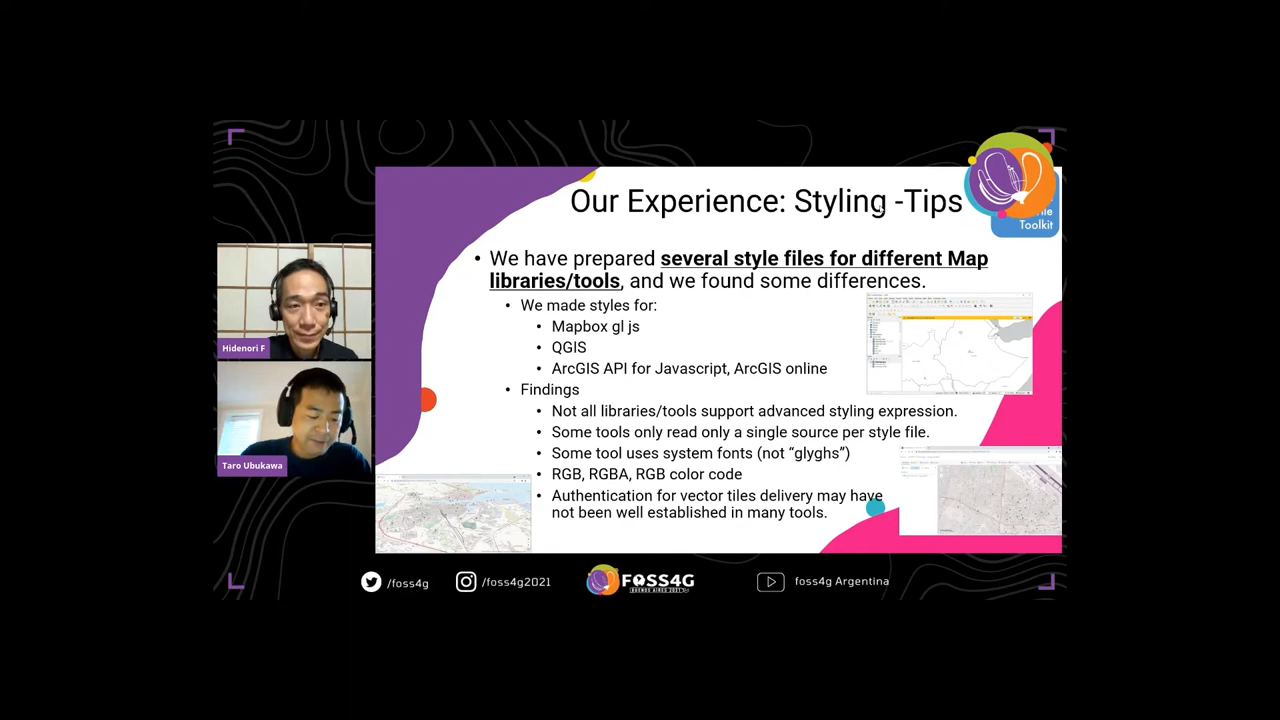 Our Experience: Styling -Tips
Toolkit
• We have prepared several style files for different Map
libraries/tools, and we found some differences.
• We made styles for:
• Mapbox gl js
• QGIS
• ArcGIS API for Javascript, ArcGIS online
• Findings
• Not all libraries/tools support advanced styling expression.
• Some tools only read only a single source per style file.
• Some tool uses system fonts (not “glyghs”)
• RGB, RGBA, RGB color code
• Authentication for vector tiles delivery may have
not been well established in many tools.
Hidenori F
Taro Ubukawa
/foss4g
/foss4g2021
FOSS4G
BUENOS AIRES 2021
foss4g Argentina